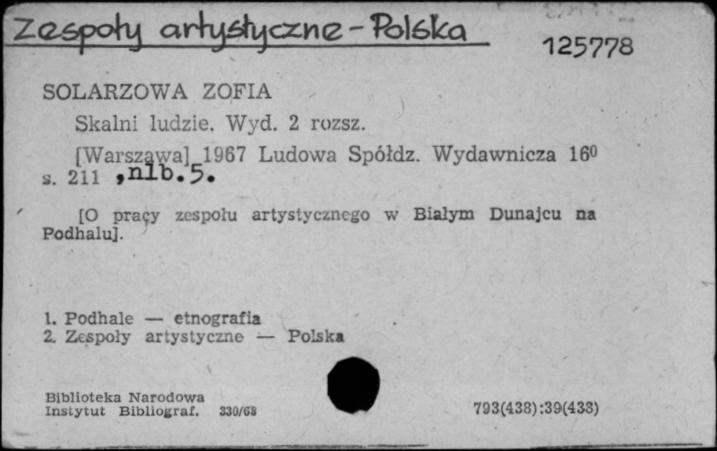 Zespoły artystyczne - Polska
125778
SOLARZOWA ZOFIA
Skalni ludzie. Wyd. 2 rozsz.
[Warszawa] 1967 Ludowa Spółdz. Wydawnicza 16⁰
s. 211 , nlb. 5.
[O pracy zespołu artystycznego w Białym Dunajcu na
Podhalu].
1. Podhale — etnografia
2. Zespoły artystyczne — Polska
Biblioteka Narodowa
Instytut Bibliograf. 330/68
793(438):39(438)